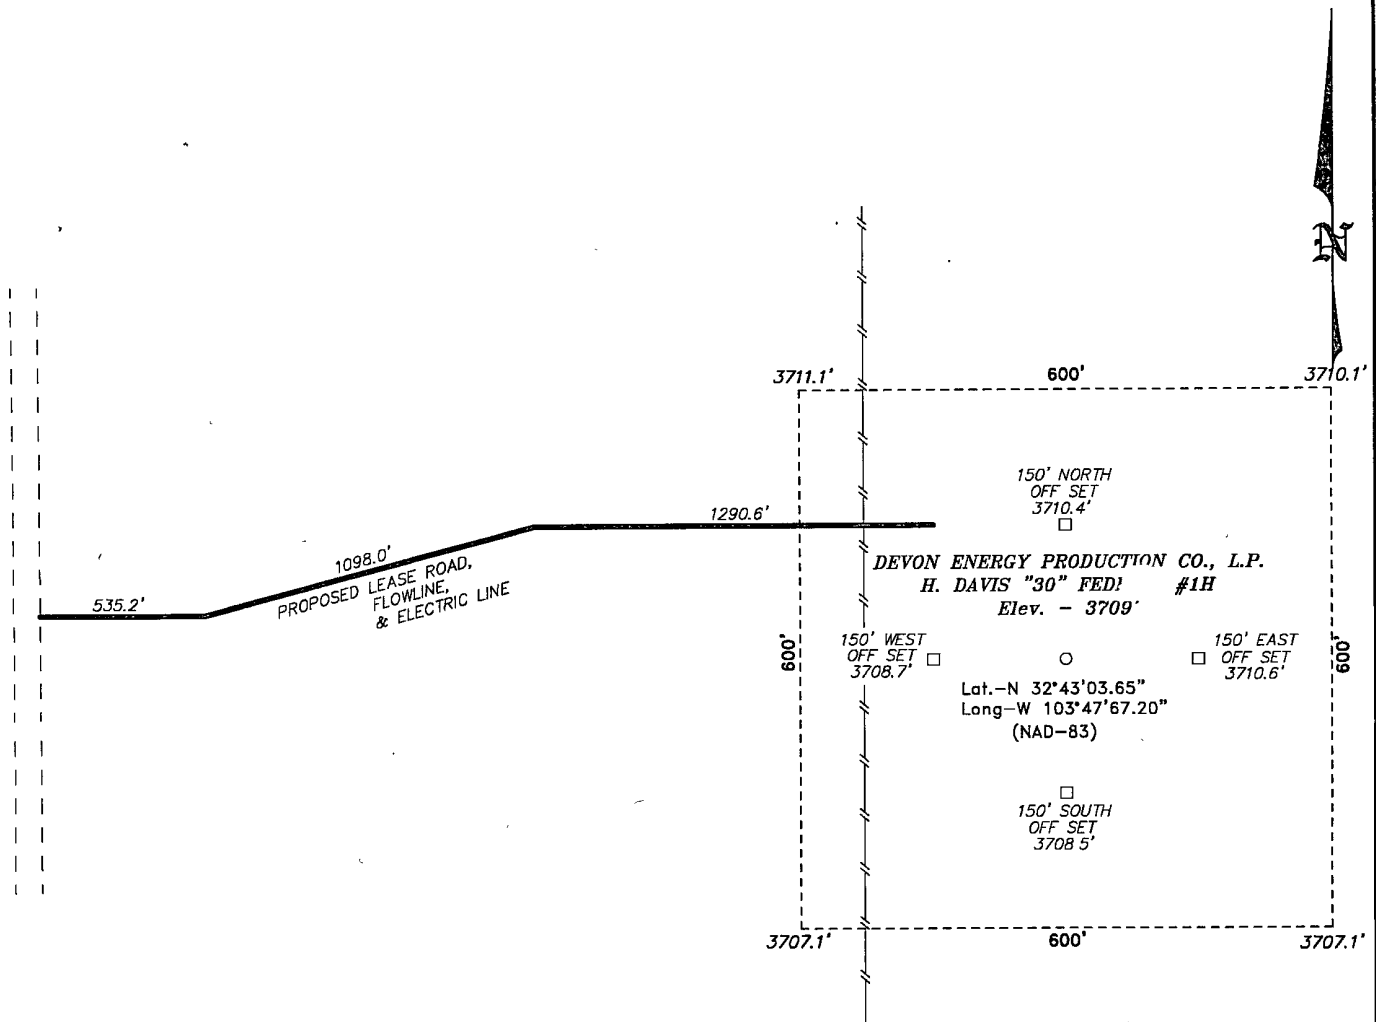 N
3711.1'
600'
3710.1'
150' NORTH
OFF SET
3710.4'
1290.6'
1098.0'
PROPOSED LEASE ROAD,
FLOWLINE,
& ELECTRIC LINE
535.2'
DEVON ENERGY PRODUCTION CO., L.P.
H. DAVIS "30" #1H
Elev. - 3709'
600'
150' WEST
OFF SET
3708.7'
150' EAST
OFF SET
3710.6'
600'
Lat.-N 32°43'03.65"
Long-W 103°47'67.20"
(NAD-83)
150' SOUTH
OFF SET
3708 5'
3707.1'
600'
3707.1'